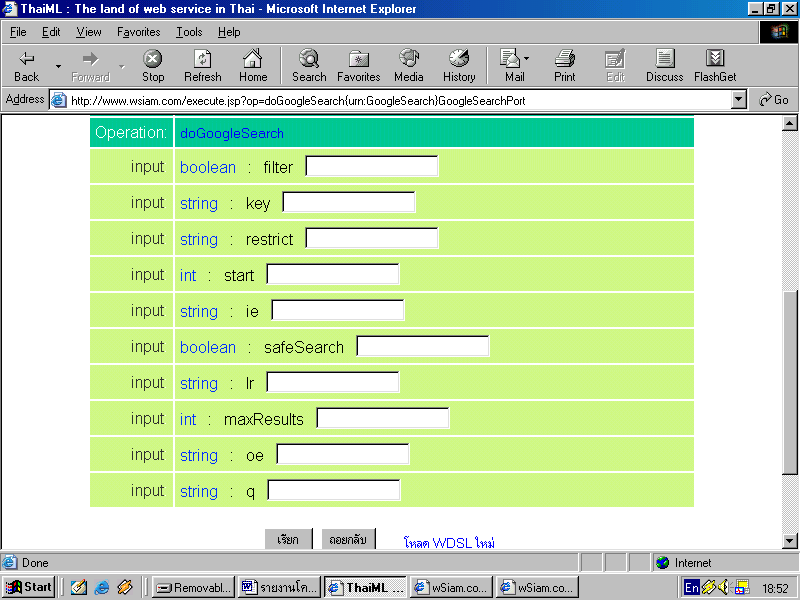 ThaiML : The land of web service in Thai - Microsoft Internet Explorer
File Edit View Favorites Tools Help
Back Forward Stop Refresh Home Search Favorites Media History Mail Print Edit Discuss FlashGet
Address http://www.wsiam.com/execute.jsp?op=doGoogleSearch{urn:GoogleSearch}GoogleSearchPort Go
Operation: doGoogleSearch
input boolean : filter
input string : key
input string : restrict
input int : start
input string : ie
input boolean : safeSearch
input string : lr
input int : maxResults
input string : oe
input string : q
เรียก ถอยกลับ โหลด WDSL ใหม่
Done Internet
Start Removabl... รายงานโค... ThaiML ... wSiam.co... wSiam.co... En 18:52